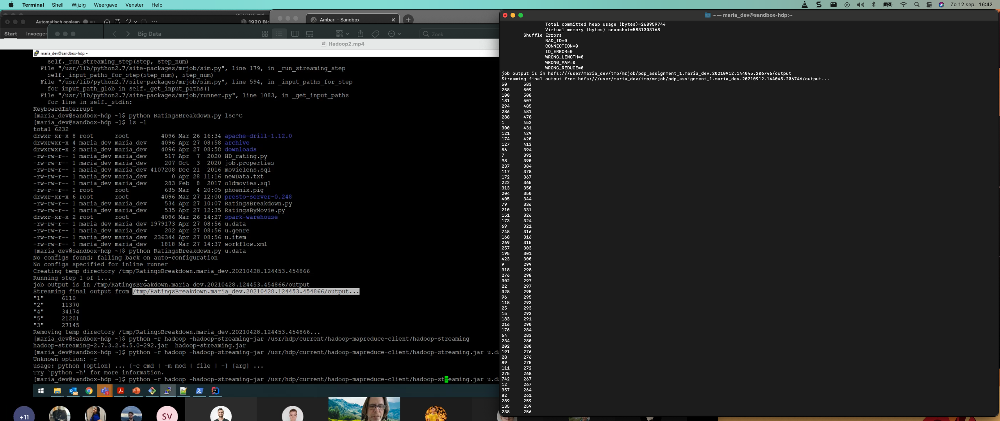 Terminal Shell Wijzig Weergave Venster Help
Zo 12 sep. 16:42
README.md
Automatisch opslaan UIT
1920 Bi
Ambari - Sandbox
Start Invoegen
Big Data
Zoek
Hadoop2.mp4
maria_dev@sandbox-hdp:~
self._run_streaming_step(step, step_num)
File "/usr/lib/python2.7/site-packages/mrjob/sim.py", line 179, in _run_streaming_step
self._input_paths_for_step(step_num), step_num)
File "/usr/lib/python2.7/site-packages/mrjob/sim.py", line 594, in _input_paths_for_step
for input_path_glob in self._get_input_paths()
File "/usr/lib/python2.7/site-packages/mrjob/runner.py", line 1083, in _get_input_paths
for line in self._stdin:
KeyboardInterrupt
[maria_dev@sandbox-hdp ~]$ python RatingsBreakdown.py lsc^C
[maria_dev@sandbox-hdp ~]$ ls -l
total 6232
drwxr-xr-x 8 root root 4096 Mar 26 16:34 apache-drill-1.12.0
drwxrwxr-x 4 maria_dev maria_dev 4096 Apr 27 08:58 archive
drwxrwxr-x 2 maria_dev maria_dev 4096 Apr 27 08:58 downloads
-rw-rw-r-- 1 maria_dev maria_dev 517 Apr 7 2020 HD_rating.py
-rw-rw-r-- 1 maria_dev maria_dev 207 Oct 3 2020 job.properties
-rw-rw-r-- 1 maria_dev maria_dev 4107208 Dec 21 2016 movielens.sql
-rw-rw-r-- 1 maria_dev maria_dev 0 Apr 28 11:16 newData.txt
-rw-rw-r-- 1 maria_dev maria_dev 283 Feb 8 2017 oldmovies.sql
-rw-r--r-- 1 root root 635 Mar 4 20:05 phoenix.pig
drwxr-xr-x 6 root root 4096 Mar 27 12:00 presto-server-0.248
-rw-rw-r-- 1 maria_dev maria_dev 534 Apr 27 10:07 RatingsBreakdown.py
-rw-rw-r-- 1 maria_dev maria_dev 535 Apr 27 12:35 RatingsByMovie.py
drwxr-xr-x 2 root root 4096 Mar 26 14:27 spark-warehouse
-rw-rw-r-- 1 maria_dev maria_dev 1979173 Apr 27 08:56 u.data
-rw-rw-r-- 1 maria_dev maria_dev 202 Apr 27 08:56 u.genre
-rw-rw-r-- 1 maria_dev maria_dev 236344 Apr 27 08:56 u.item
-rw-rw-r-- 1 maria_dev maria_dev 1818 Mar 27 14:37 workflow.xml
[maria_dev@sandbox-hdp ~]$ python RatingsBreakdown.py u.data
No configs found; falling back on auto-configuration
No configs specified for inline runner
Creating temp directory /tmp/RatingsBreakdown.maria_dev.20210428.124453.454866
Running step 1 of 1...
job output is in /tmp/RatingsBreakdown.maria_dev.20210428.124453.454866/output
Streaming final output from /tmp/RatingsBreakdown.maria_dev.20210428.124453.454866/output...
"1" 6110
"2" 11370
"4" 34174
"5" 21201
"3" 27145
Removing temp directory /tmp/RatingsBreakdown.maria_dev.20210428.124453.454866...
[maria_dev@sandbox-hdp ~]$ python -r hadoop -hadoop-streaming-jar /usr/hdp/current/hadoop-mapreduce-client/hadoop-streaming
hadoop-streaming-2.7.3.2.6.5.0-292.jar hadoop-streaming.jar
[maria_dev@sandbox-hdp ~]$ python -r hadoop -hadoop-streaming-jar /usr/hdp/current/hadoop-mapreduce-client/hadoop-streaming.jar u.da
Unknown option: -r
usage: python [option] ... [-c cmd | -m mod | file | -] [arg] ...
Try `python -h' for more information.
[maria_dev@sandbox-hdp ~]$ python -r hadoop -hadoop-streaming-jar /usr/hdp/current/hadoop-mapreduce-client/hadoop-streaming.jar u.da
+11
SV
~ — maria_dev@sandbox-hdp:~
Total committed heap usage (bytes)=268959744
Virtual memory (bytes) snapshot=5831303168
Shuffle Errors
BAD_ID=0
CONNECTION=0
IO_ERROR=0
WRONG_LENGTH=0
WRONG_MAP=0
WRONG_REDUCE=0
job output is in hdfs:///user/maria_dev/tmp/mrjob/pdp_assignment_1.maria_dev.20210912.144045.206746/output
Streaming final output from hdfs:///user/maria_dev/tmp/mrjob/pdp_assignment_1.maria_dev.20210912.144045.206746/output...
50 583
258 509
100 508
181 507
294 485
286 481
288 478
1 452
300 431
121 429
174 420
127 413
56 394
7 392
98 390
237 384
117 378
172 367
222 365
313 350
204 350
405 344
79 336
210 331
151 326
173 324
69 321
748 316
168 316
269 315
257 303
195 301
423 300
9 299
318 298
276 298
302 297
22 297
328 295
96 295
118 293
25 293
15 293
183 291
216 290
176 284
64 283
234 280
202 280
191 276
28 276
89 275
111 272
275 268
742 267
12 267
357 264
82 261
289 259
135 259
238 256